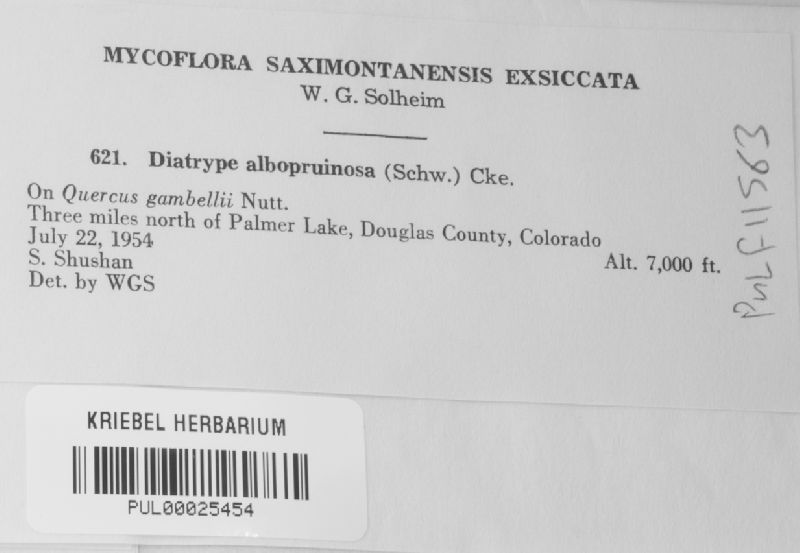 MYCOFLORA SAXIMONTANENSIS EXSICCATA
W. G. Solheim
621. Diatrype albopruinosa (Schw.) Cke.
On Quercus gambellii Nutt.
Three miles north of Palmer Lake, Douglas County, Colorado
July 22, 1954
Alt. 7,000 ft.
S. Shushan
Det. by WGS
PUL F11593
KRIEBEL HERBARIUM
PUL00025454